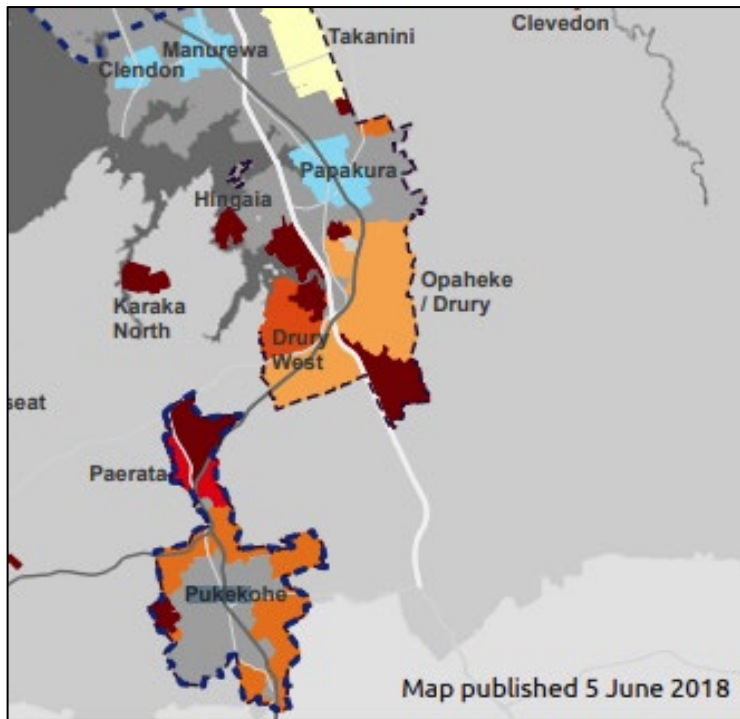 Takanini
Clevedon
Manurewa
Clendon
Papakura
Hingaia
Opaheke
/ Drury
Karaka
North
Drury
West
seat
Paerata
Pukekohe
Map published 5 June 2018